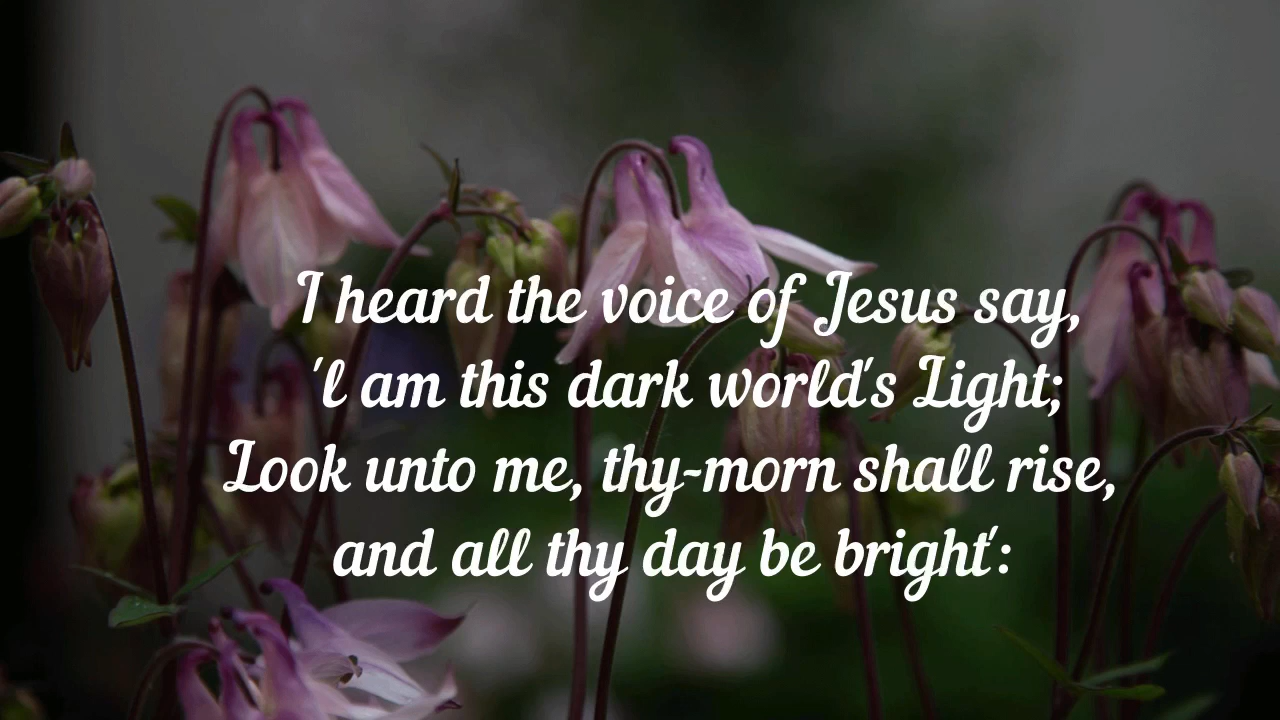 I heard the voice of Jesus say,
'l am this dark world's Light;
Look unto me, thy-morn shall rise,
and all thy day be bright':